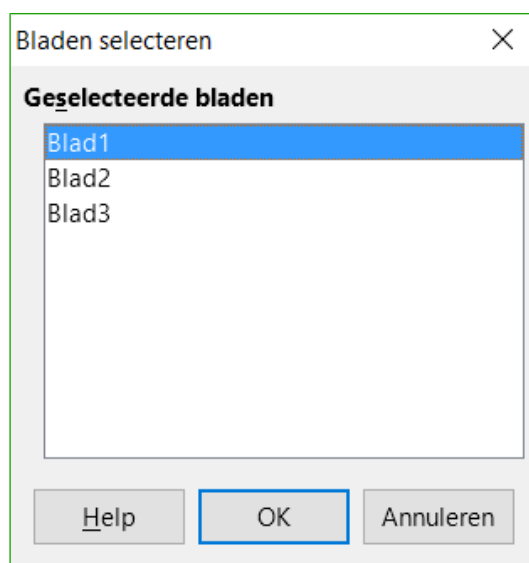 Bladen selecteren
Geselecteerde bladen
Blad1
Blad2
Blad3
Help OK Annuleren